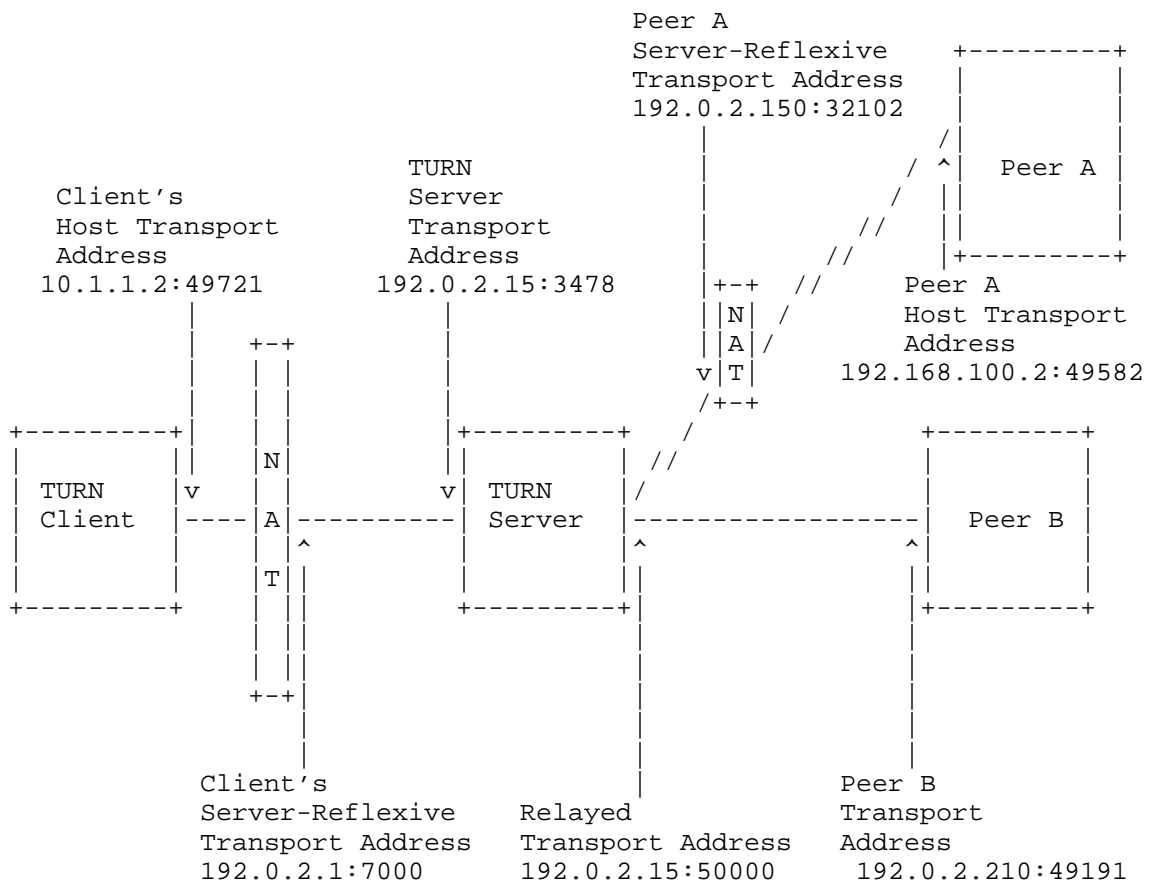 Peer A
Server-Reflexive
Transport Address
192.0.2.150:32102
Peer A
TURN
Server
Transport
Address
192.0.2.15:3478
Client's
Host Transport
Address
10.1.1.2:49721
Peer A
Host Transport
Address
192.168.100.2:49582
N
A
T
N
A
T
TURN
Client
TURN
Server
Peer B
Client's
Server-Reflexive
Transport Address
192.0.2.1:7000
Relayed
Transport Address
192.0.2.15:50000
Peer B
Transport
Address
192.0.2.210:49191